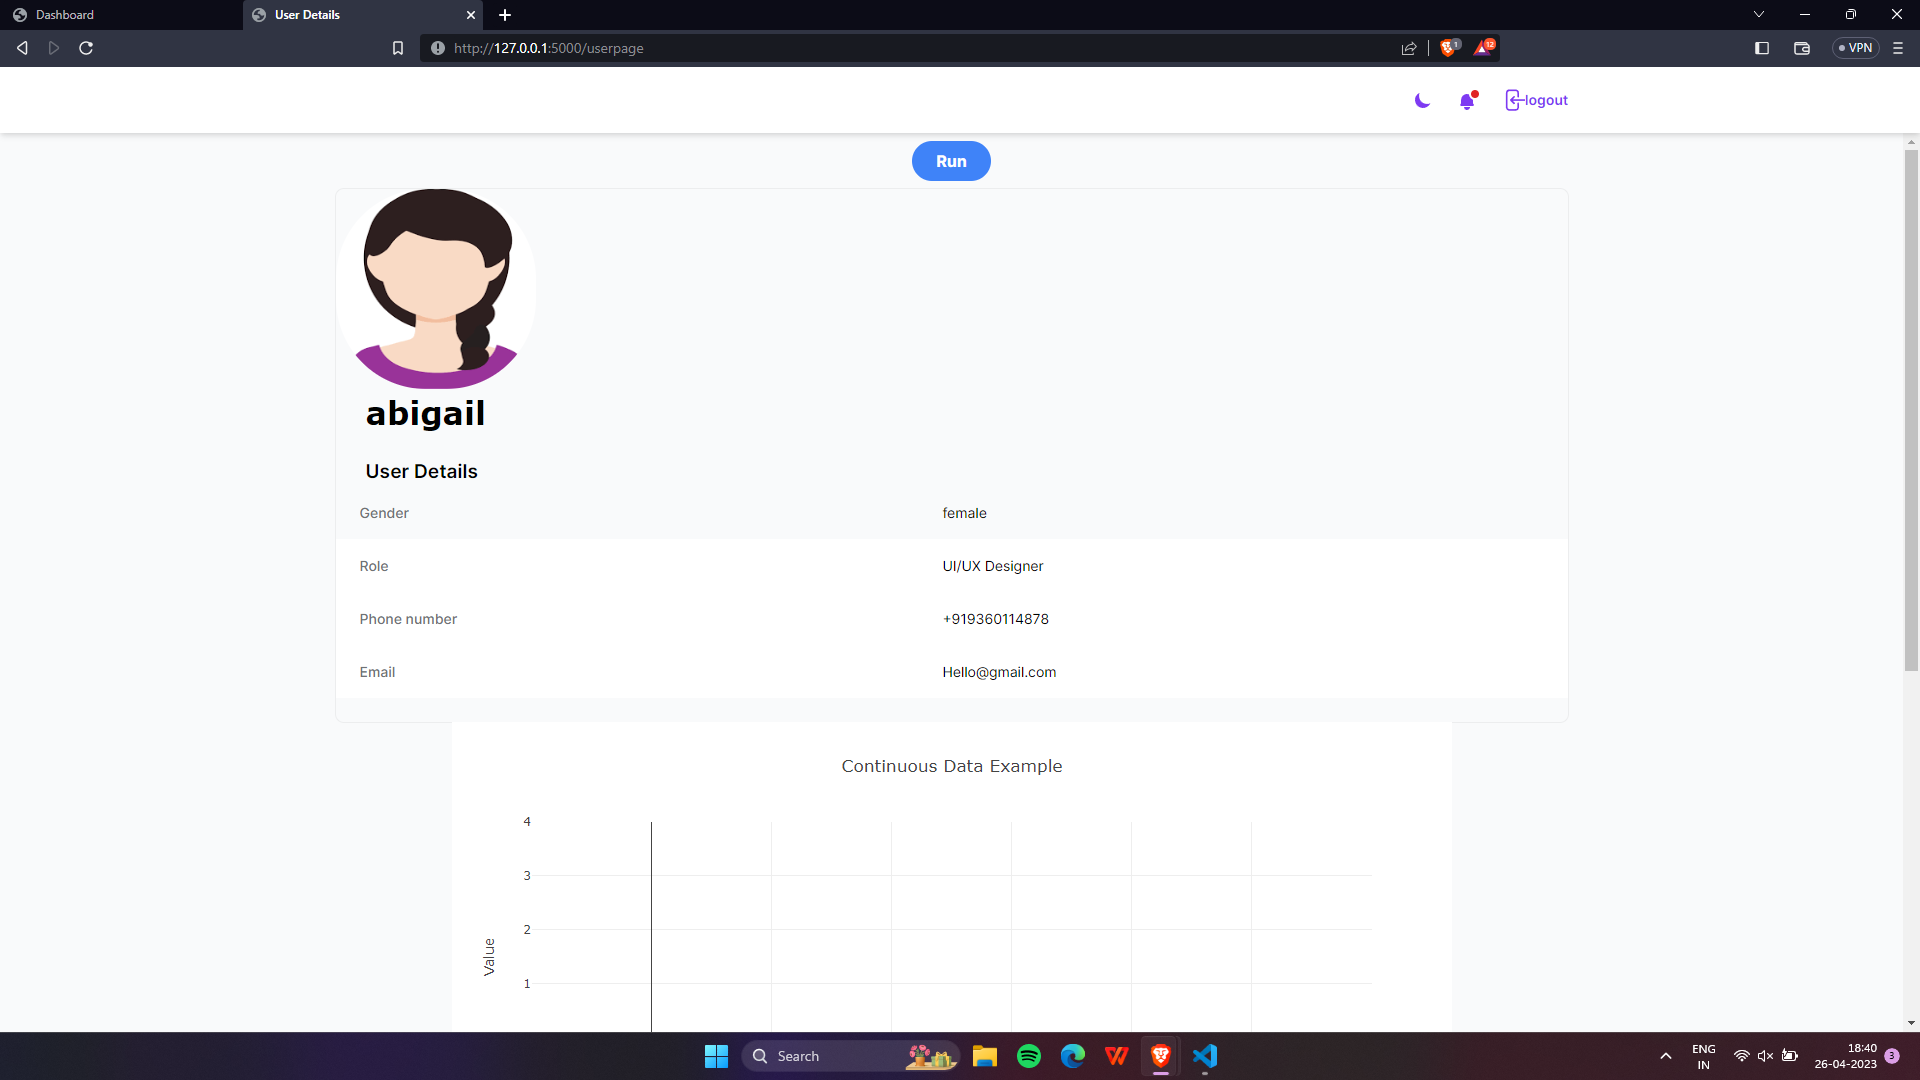 Dashboard
User Details
http://127.0.0.1:5000/userpage
1
12
VPN
logout
Run
abigail
User Details
Gender
female
Role
UI/UX Designer
Phone number
+919360114878
Email
Hello@gmail.com
Continuous Data Example
4
3
2
1
Value
Search
ENG
IN
18:40
26-04-2023
3